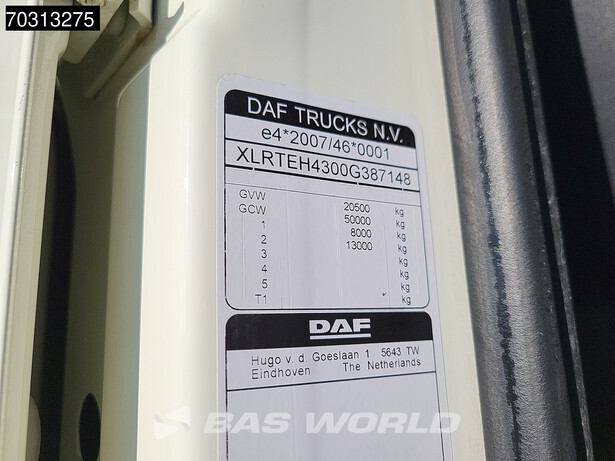 70313275
DAF TRUCKS N.V.
e4*2007/46*0001
XLRTEH4300G387148
GVW 20500 kg
GCW 50000 kg
1 8000 kg
2 13000 kg
3 kg
4 kg
5 kg
T1 kg
DAF
Hugo v. d. Goeslaan 1 5643 TW
Eindhoven The Netherlands
BAS WORLD